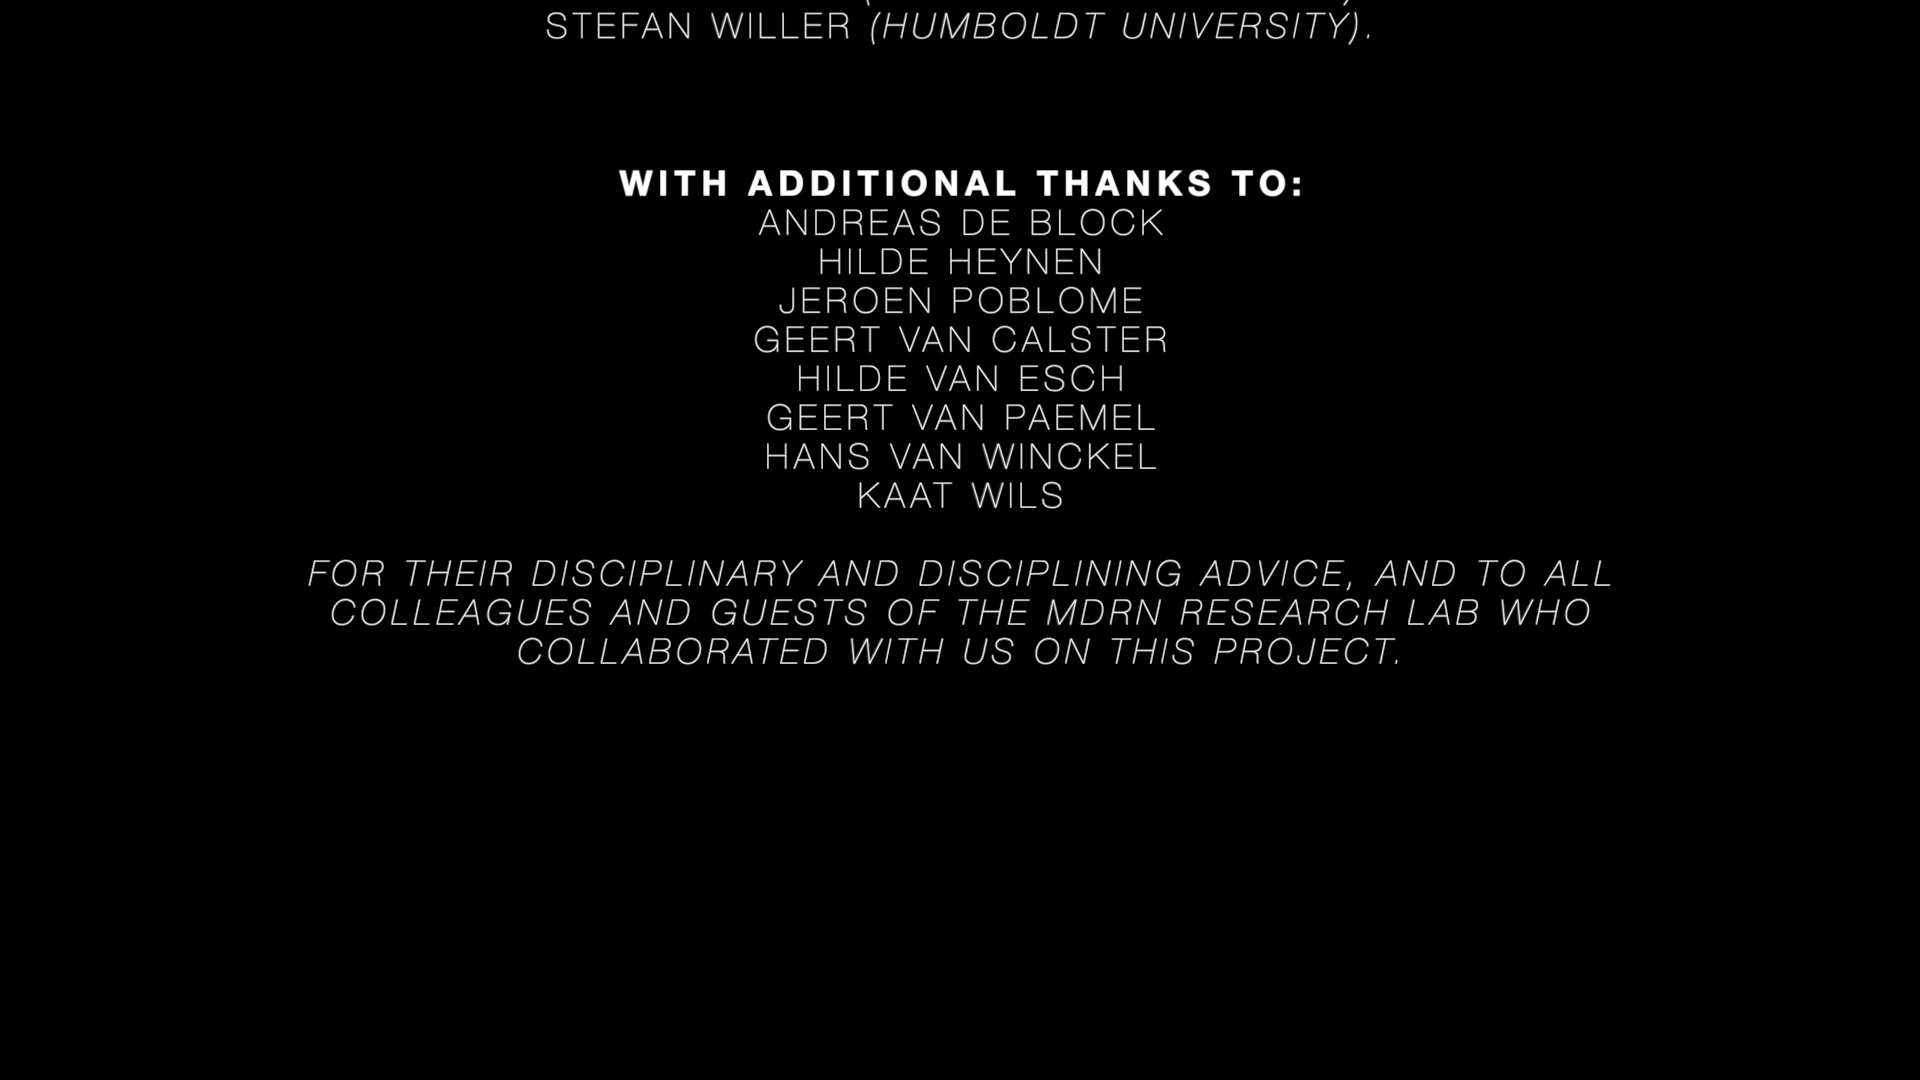 STEFAN WILLER (HUMBOLDT UNIVERSITY).
WITH ADDITIONAL THANKS TO:
ANDREAS DE BLOCK
HILDE HEYNEN
JEROEN POBLOME
GEERT VAN CALSTER
HILDE VAN ESCH
GEERT VAN PAEMEL
HANS VAN WINCKEL
KAAT WILS
FOR THEIR DISCIPLINARY AND DISCIPLINING ADVICE, AND TO ALL
COLLEAGUES AND GUESTS OF THE MDRN RESEARCH LAB WHO
COLLABORATED WITH US ON THIS PROJECT.